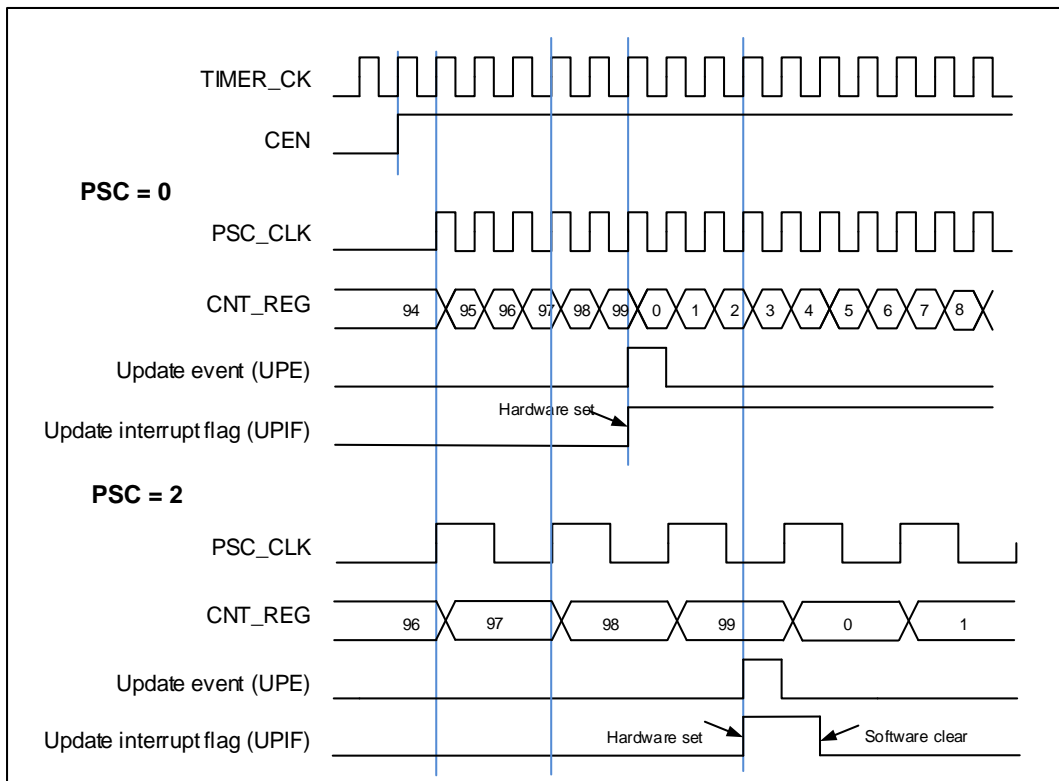 TIMER_CK
CEN
PSC = 0
PSC_CLK
CNT_REG 94 95 96 97 98 99 0 1 2 3 4 5 6 7 8
Update event (UPE)
Hardware set
Update interrupt flag (UPIF)
PSC = 2
PSC_CLK
CNT_REG 96 97 98 99 0 1
Update event (UPE)
Update interrupt flag (UPIF) Hardware set Software clear